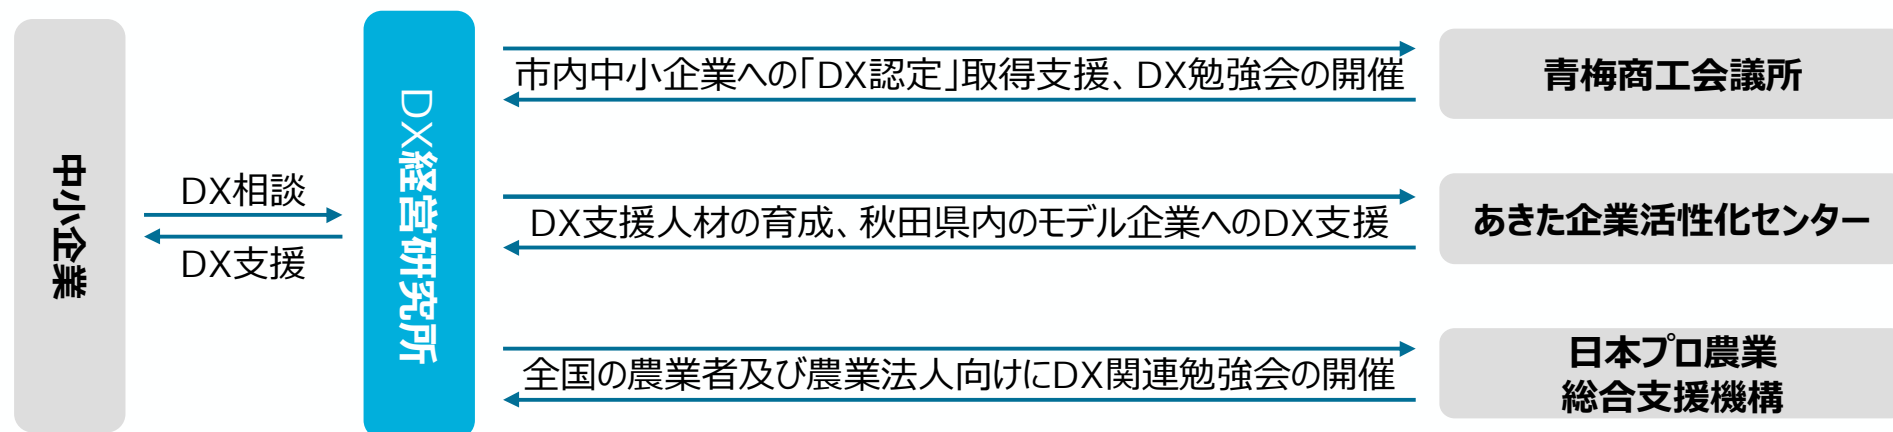 中小企業
DX相談
DX支援
DX経営研究所
市内中小企業への「DX認定」取得支援、DX勉強会の開催
青梅商工会議所
DX支援人材の育成、秋田県内のモデル企業へのDX支援
あきた企業活性化センター
全国の農業者及び農業法人向けにDX関連勉強会の開催
日本プロ農業
総合支援機構